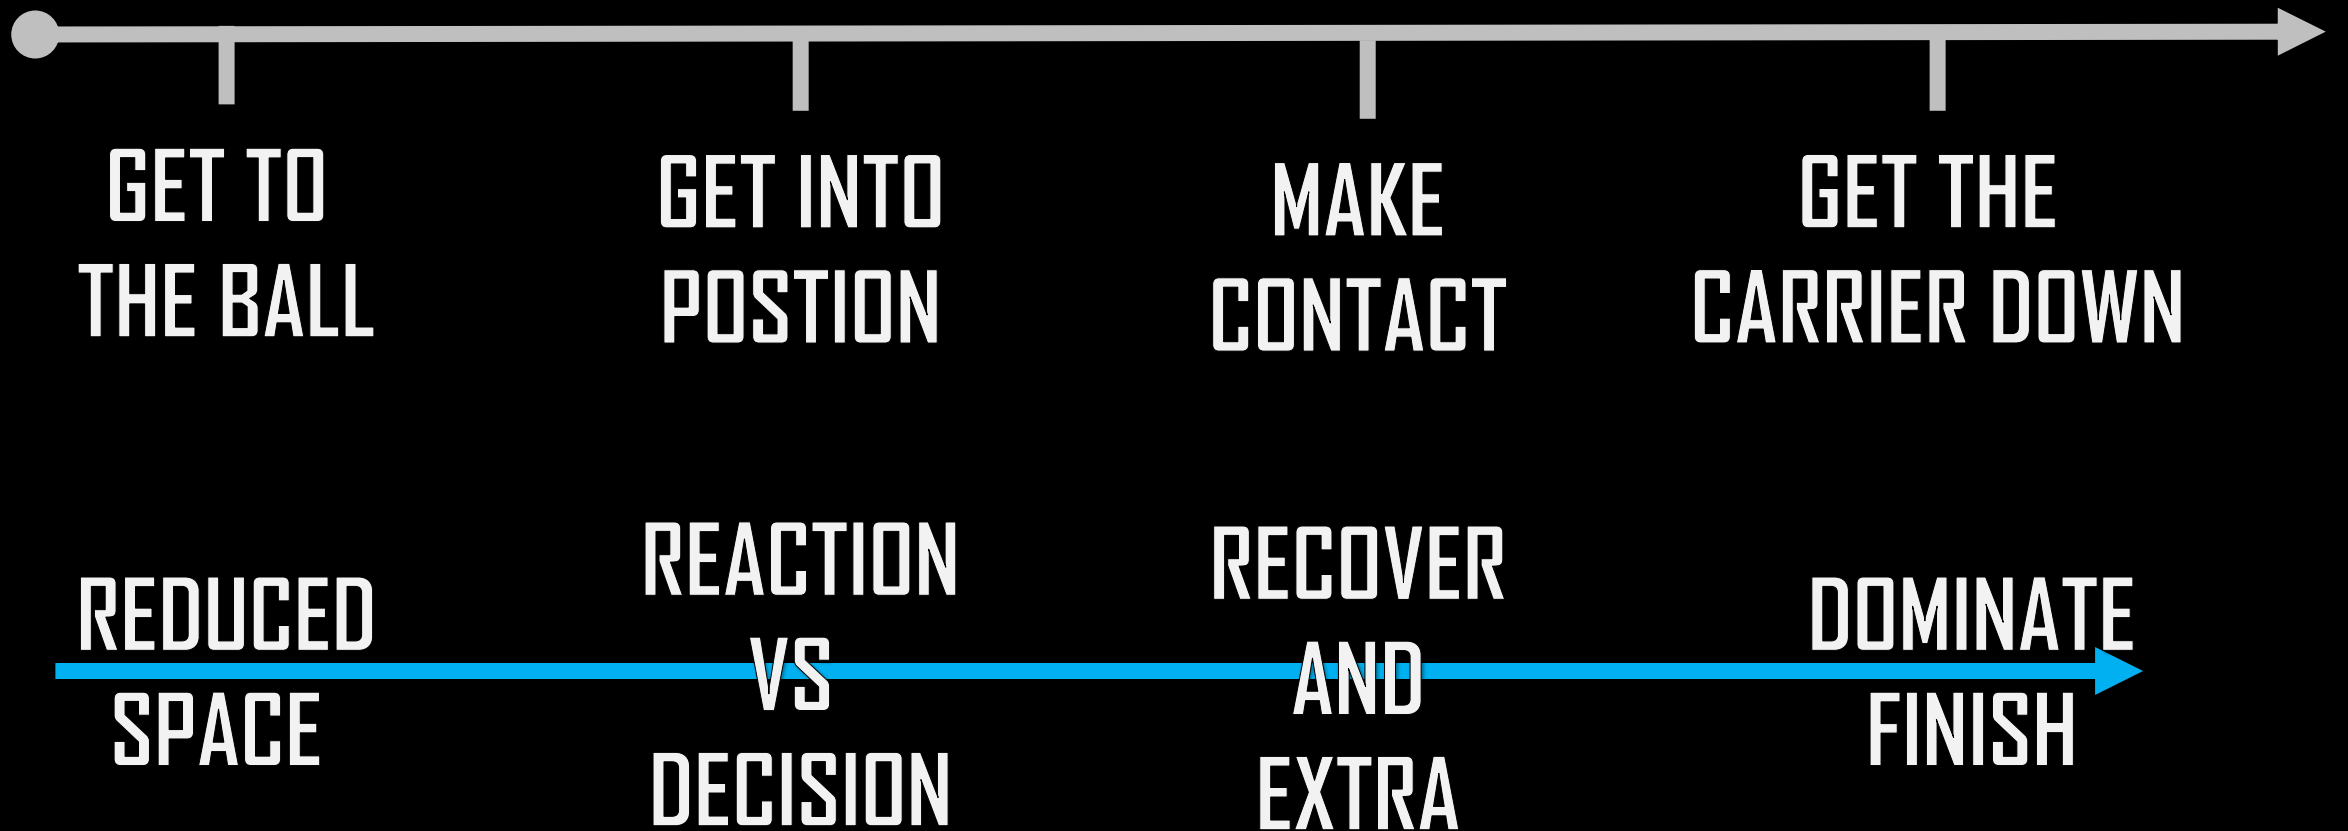 GET TO
THE BALL
GET INTO
POSTION
MAKE
CONTACT
GET THE
CARRIER DOWN
REDUCED
SPACE
REACTION
VS
DECISION
RECOVER
AND
EXTRA
DOMINATE
FINISH